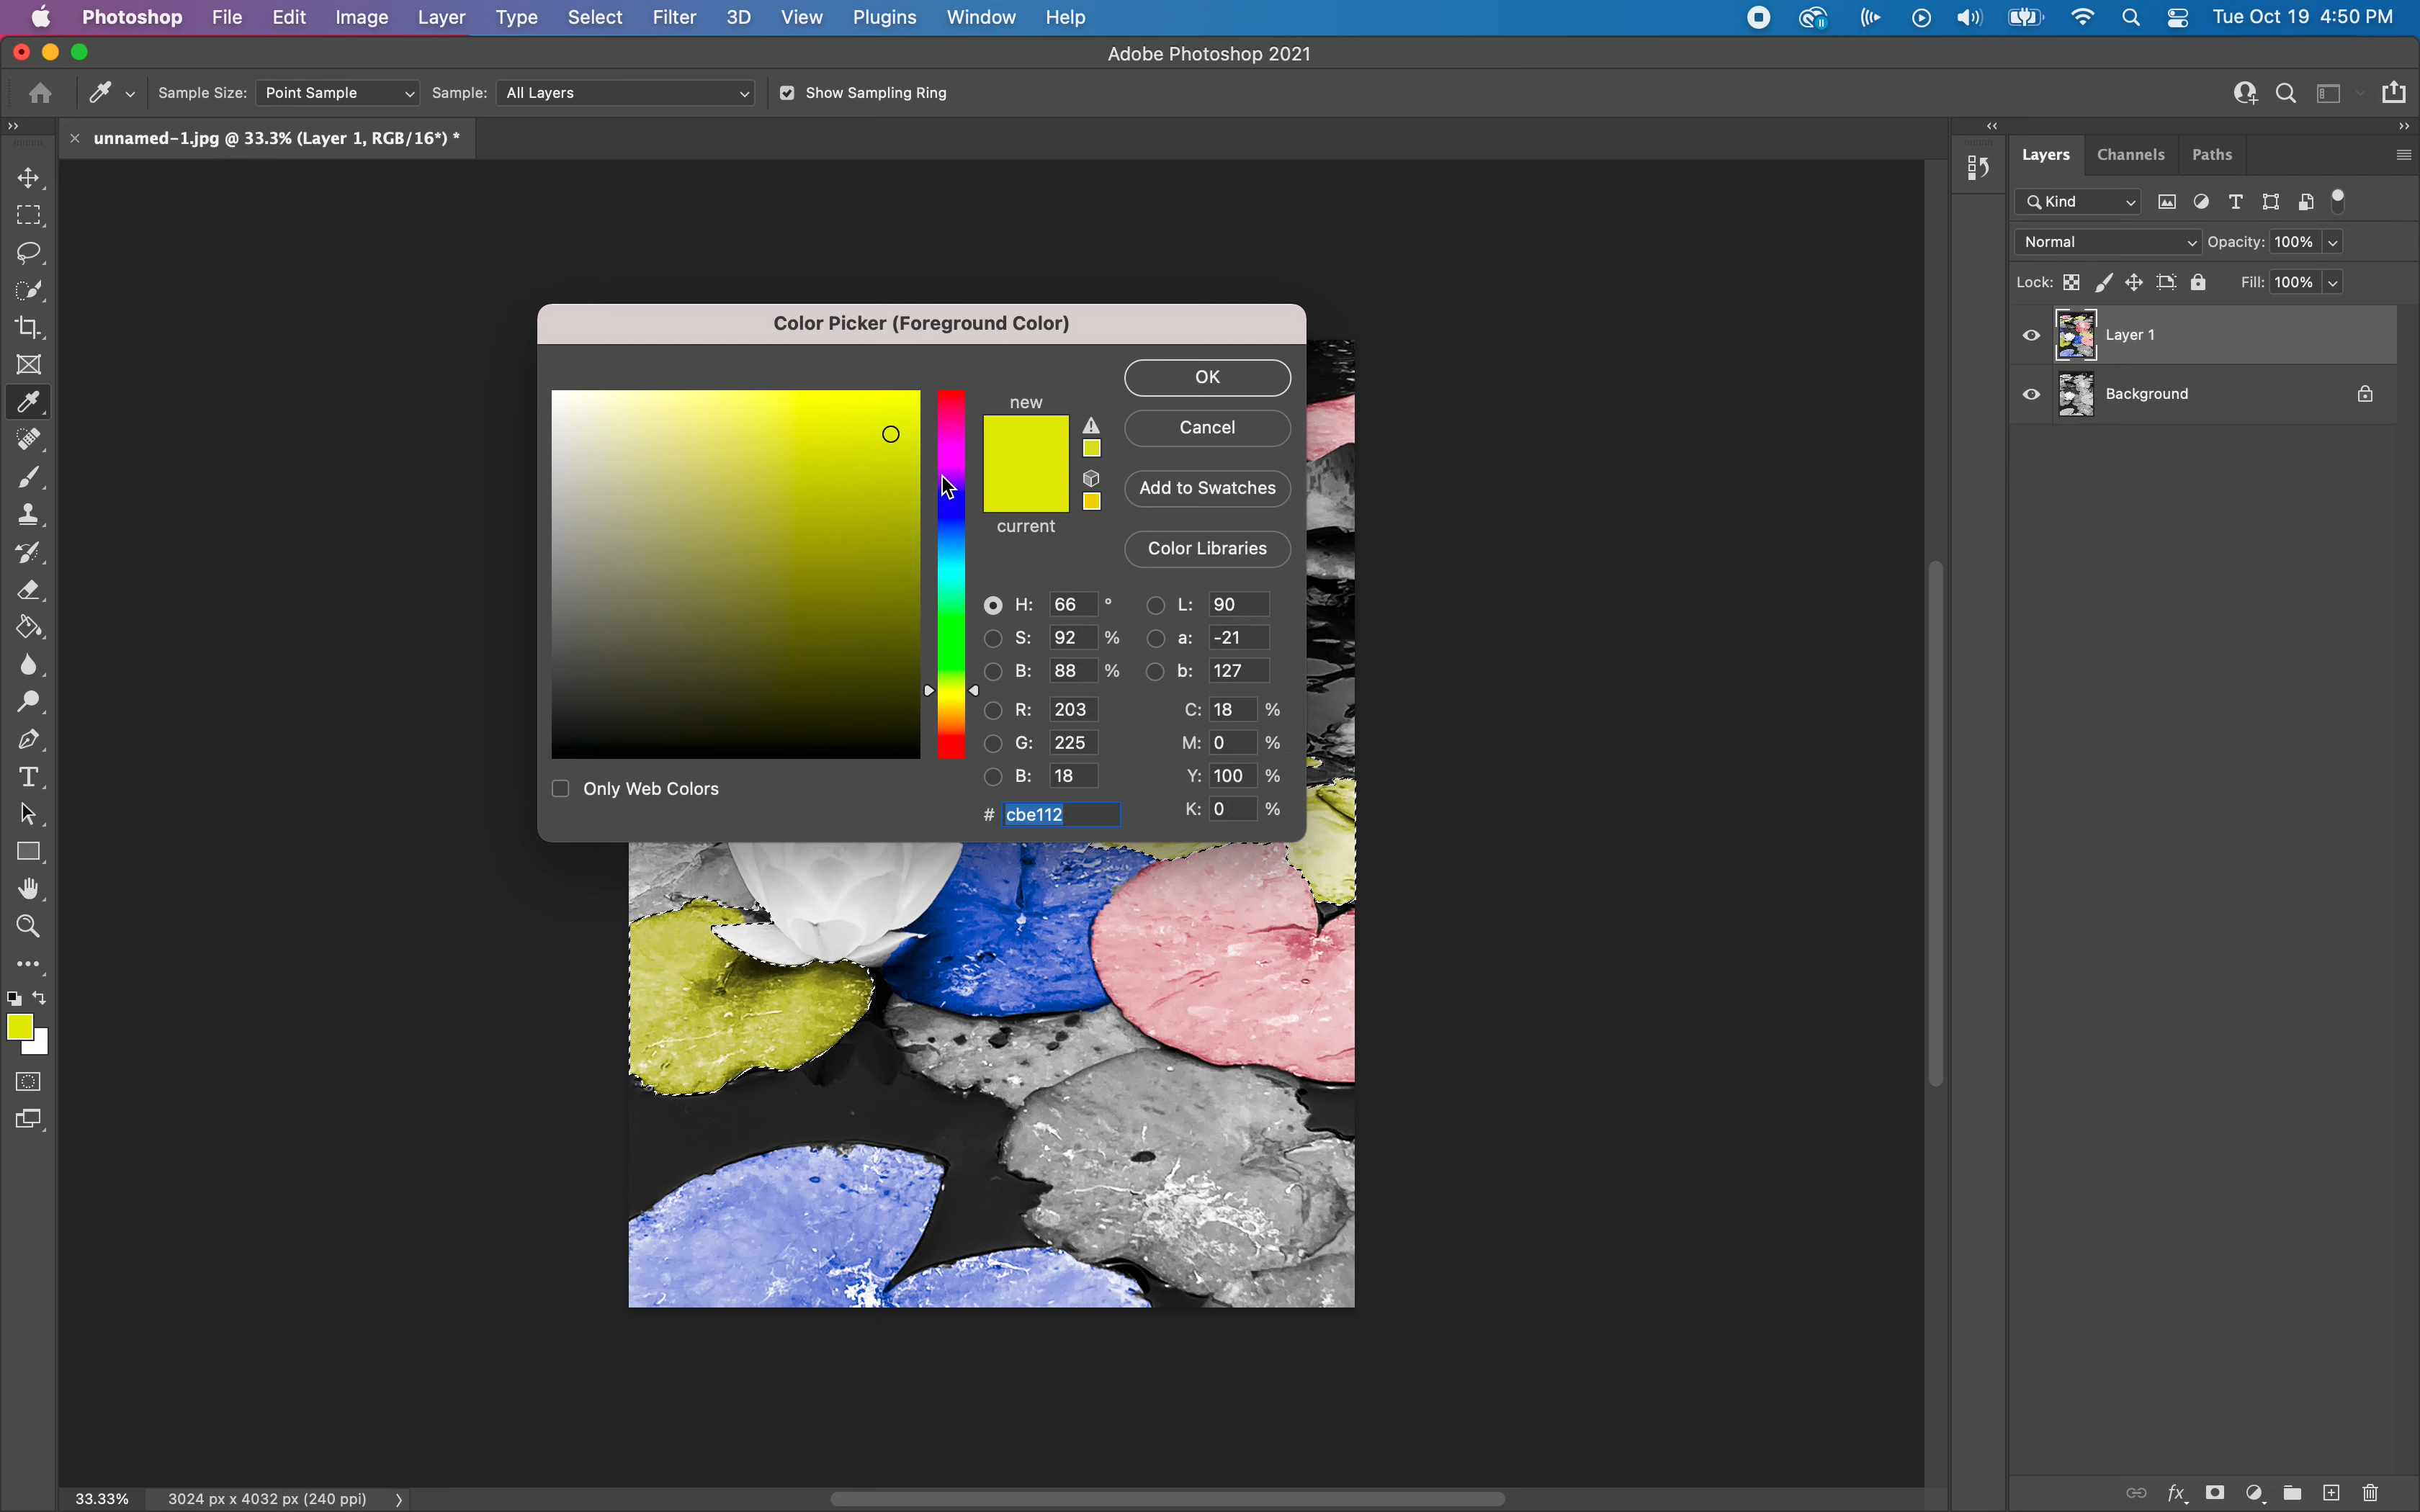 Photoshop File Edit Image Layer Type Select Filter 3D View Plugins Window Help Tue Oct 19 4:50 PM
Adobe Photoshop 2021
Sample Size: Point Sample Sample: All Layers Show Sampling Ring
unnamed-1.jpg @ 33.3% (Layer 1, RGB/16*) *
Layers Channels Paths
Kind
Normal Opacity: 100%
Lock: Fill: 100%
Layer 1
Background
Color Picker (Foreground Color)
new
current
OK
Cancel
Add to Swatches
Color Libraries
H: 66 ° L: 90
S: 92 % a: -21
B: 88 % b: 127
R: 203 C: 18 %
G: 225 M: 0 %
B: 18 Y: 100 %
# cbe112 K: 0 %
Only Web Colors
33.33% 3024 px x 4032 px (240 ppi)
fx